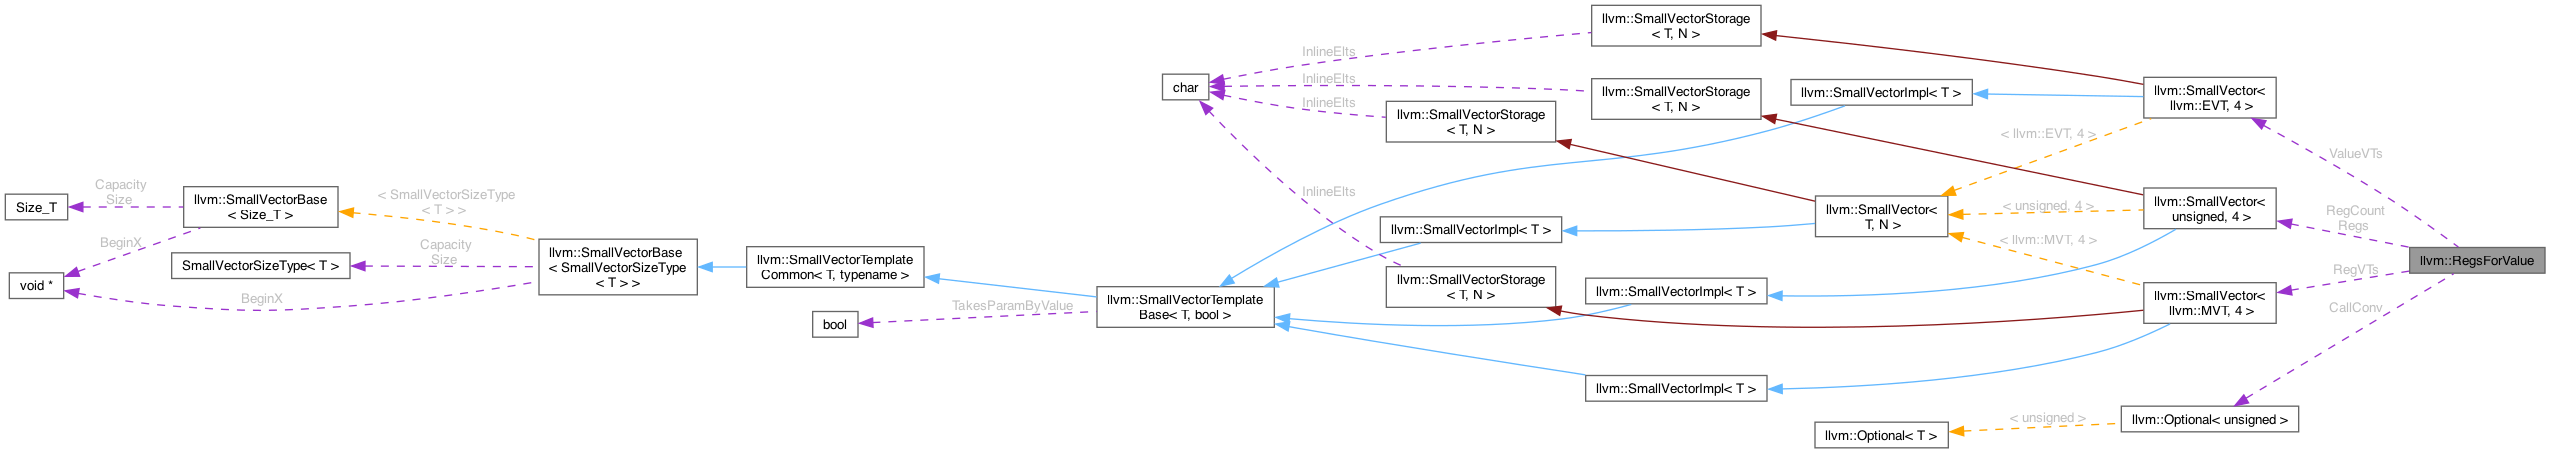 llvm::SmallVectorStorage
< T, N >
InlineElts
char
InlineElts
llvm::SmallVectorStorage
< T, N >
llvm::SmallVectorImpl< T >
llvm::SmallVector<
llvm::EVT, 4 >
InlineElts
llvm::SmallVectorStorage
< T, N >
< llvm::EVT, 4 >
ValueVTs
Capacity
Size
Size_T
llvm::SmallVectorBase
< Size_T >
< SmallVectorSizeType
< T > >
InlineElts
llvm::SmallVector<
T, N >
< unsigned, 4 >
llvm::SmallVector<
unsigned, 4 >
RegCount
Regs
BeginX
Capacity
Size
llvm::SmallVectorImpl< T >
< llvm::MVT, 4 >
SmallVectorSizeType< T >
llvm::SmallVectorBase
< SmallVectorSizeType
< T > >
llvm::SmallVectorTemplate
Common< T, typename >
llvm::RegsForValue
void *
BeginX
llvm::SmallVectorStorage
< T, N >
RegVTs
llvm::SmallVectorTemplate
Base< T, bool >
llvm::SmallVectorImpl< T >
llvm::SmallVector<
llvm::MVT, 4 >
bool
TakesParamByValue
CallConv
llvm::SmallVectorImpl< T >
llvm::Optional< T >
< unsigned >
llvm::Optional< unsigned >